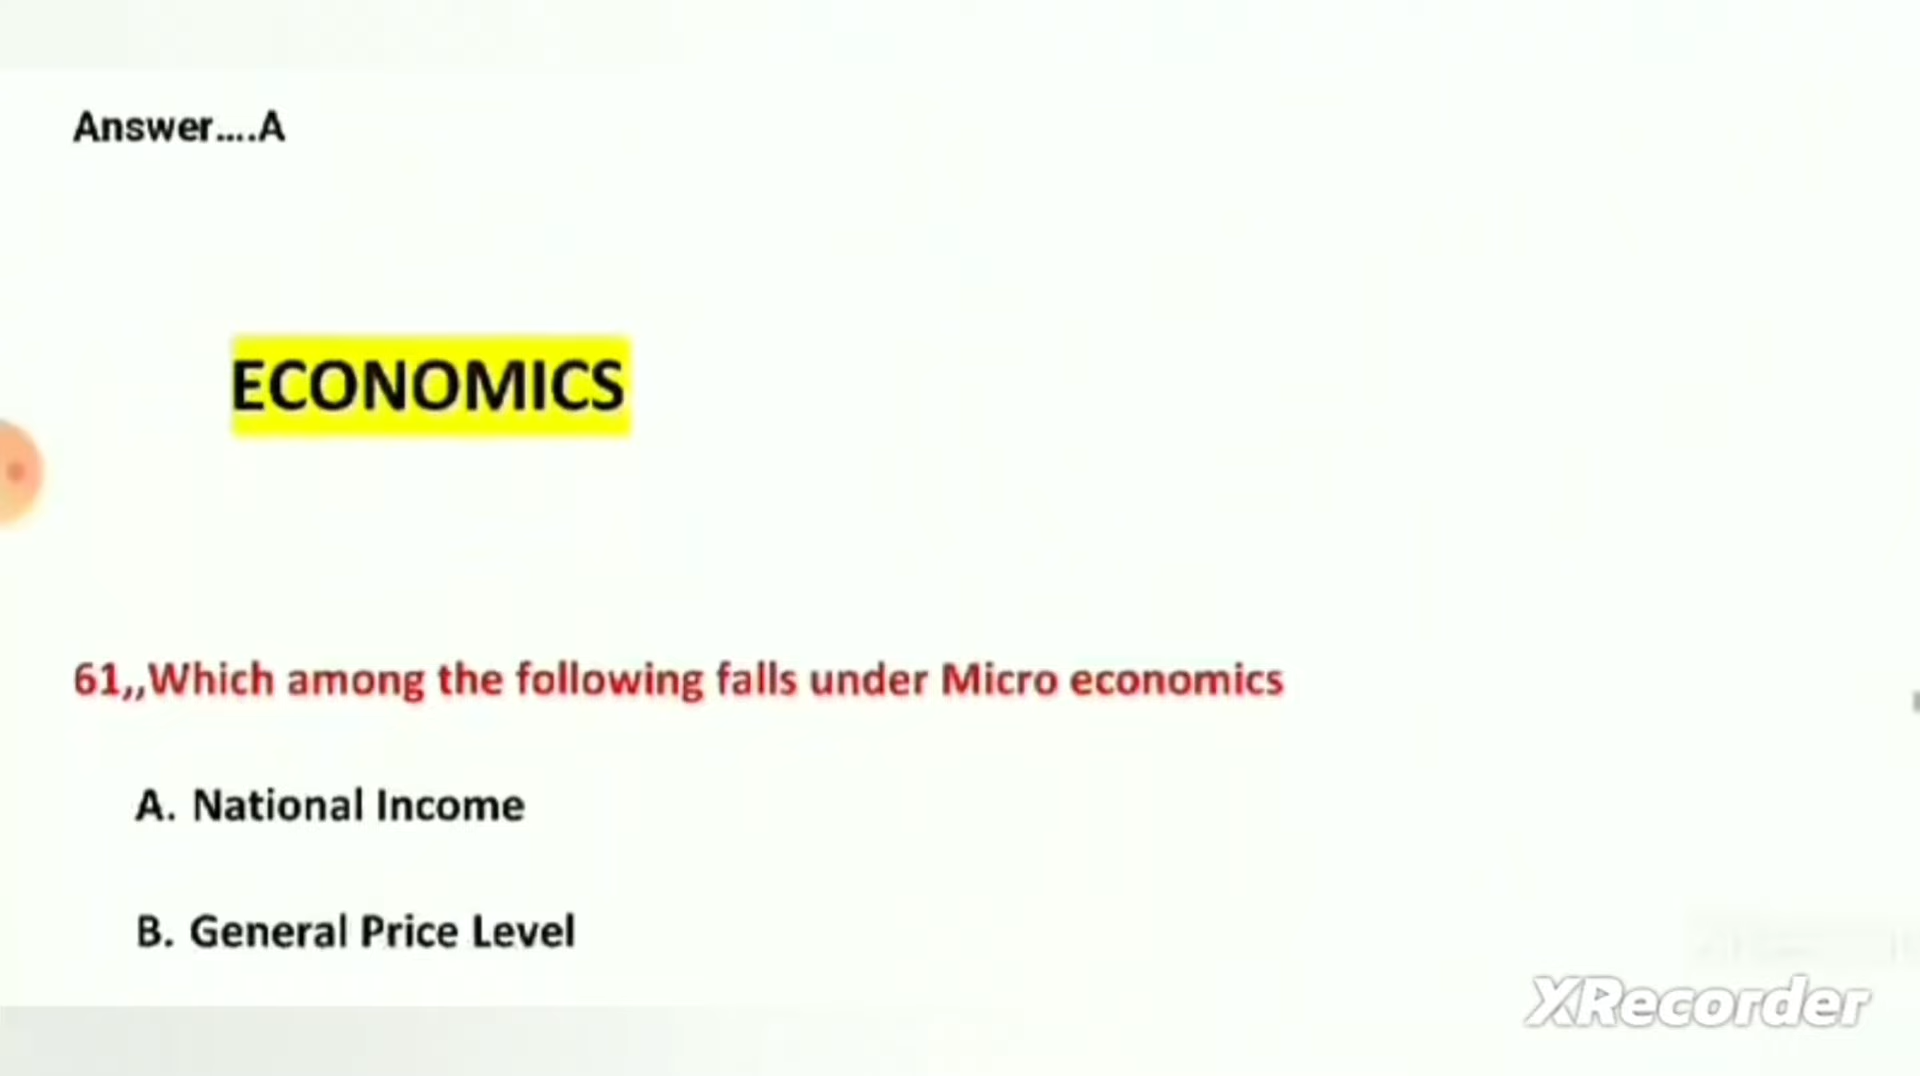 Answer....A
ECONOMICS
61,,Which among the following falls under Micro economics
A. National Income
B. General Price Level
XRecorder